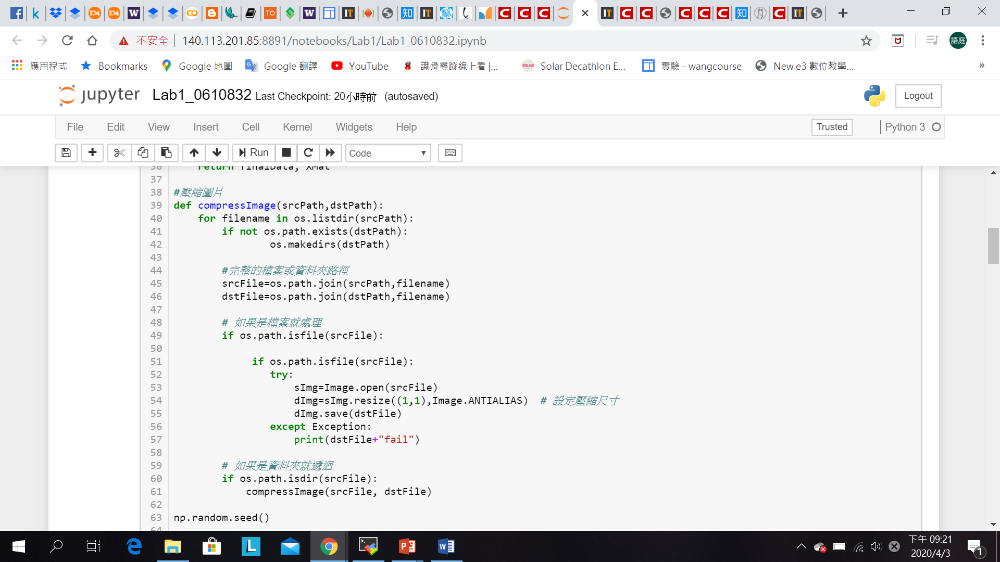 不安全 140.113.201.85:8891/notebooks/Lab1/Lab1_0610832.ipynb 語庭
應用程式 Bookmarks Google 地圖 Google 翻譯 YouTube 識骨尋蹤線上看|... Solar Decathlon E... 實驗 - wangcourse New e3 數位教學... »
jupyter Lab1_0610832 Last Checkpoint: 20小時前 (autosaved) Logout
File Edit View Insert Cell Kernel Widgets Help Trusted Python 3
Run Code
36 return finalData, XMat
37
38 #壓縮圖片
39 def compressImage(srcPath,dstPath):
40 for filename in os.listdir(srcPath):
41 if not os.path.exists(dstPath):
42 os.makedirs(dstPath)
43
44 #完整的檔案或資料夾路徑
45 srcFile=os.path.join(srcPath,filename)
46 dstFile=os.path.join(dstPath,filename)
47
48 # 如果是檔案就處理
49 if os.path.isfile(srcFile):
50
51 if os.path.isfile(srcFile):
52 try:
53 sImg=Image.open(srcFile)
54 dImg=sImg.resize((1,1),Image.ANTIALIAS) # 設定壓縮尺寸
55 dImg.save(dstFile)
56 except Exception:
57 print(dstFile+"fail")
58
59 # 如果是資料夾就遞迴
60 if os.path.isdir(srcFile):
61 compressImage(srcFile, dstFile)
62
63 np.random.seed()
64
下午 09:21
2020/4/3
1